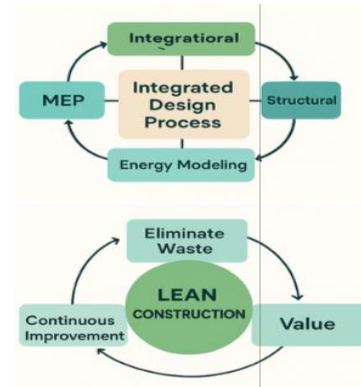 Integratioral
MEP
Integrated
Design
Process
Structural
Energy Modeling
Eliminate
Waste
LEAN
CONSTRUCTION
Continuous
Improvement
Value